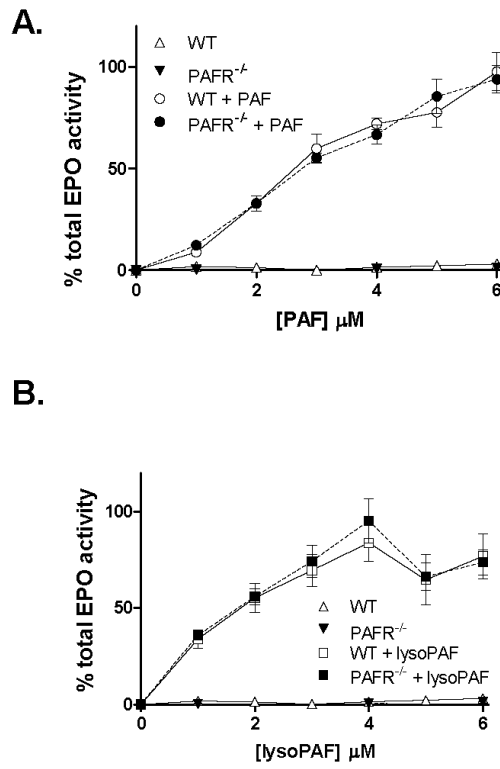 A.
WT
PAFR-/-
WT + PAF
PAFR-/- + PAF
% total EPO activity
100
50
0
0 2 4 6
[PAF] µM
B.
% total EPO activity
100
50
0
WT
PAFR-/-
WT + lysoPAF
PAFR-/- + lysoPAF
0 2 4 6
[lysoPAF] µM